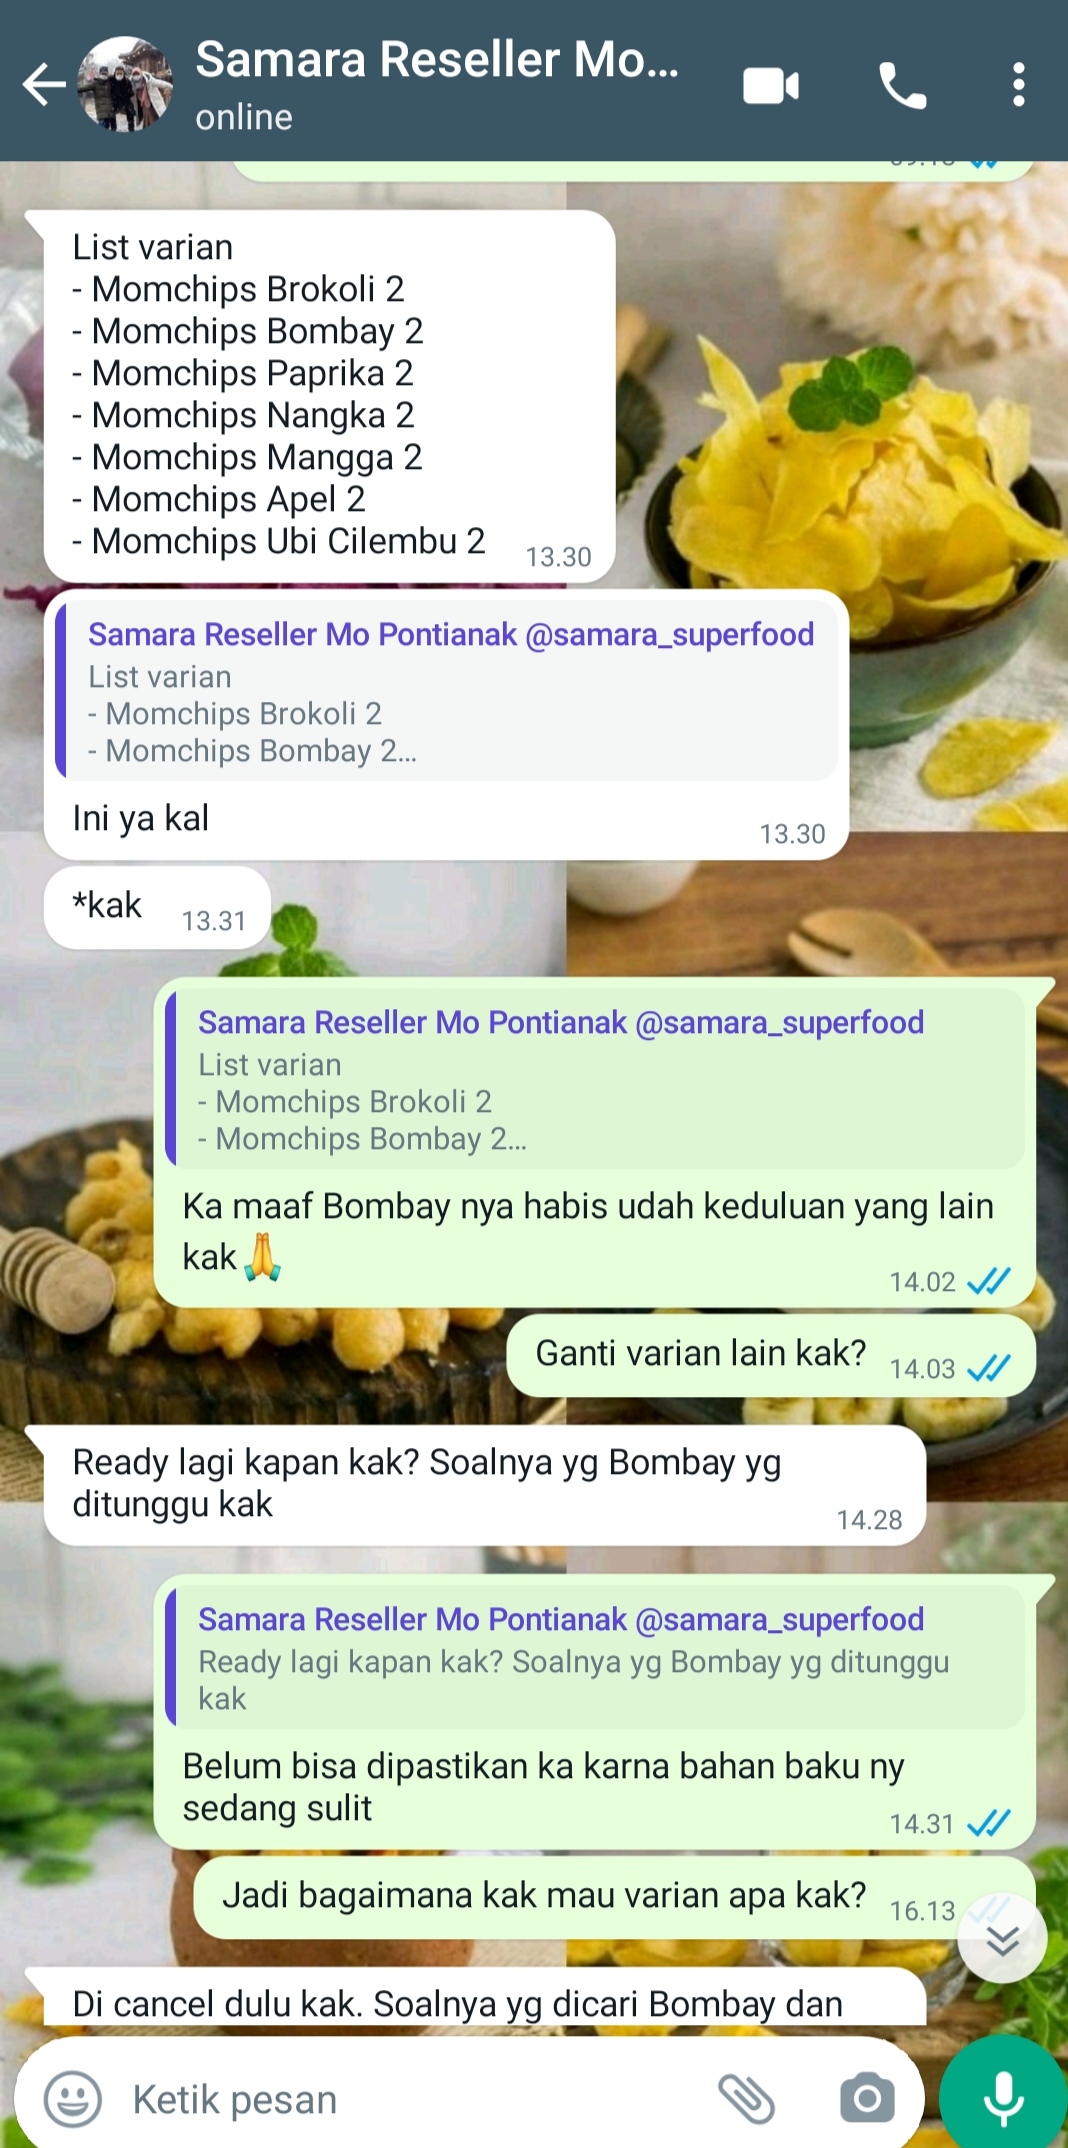 Samara Reseller Mo...
online
List varian
- Momchips Brokoli 2
- Momchips Bombay 2
- Momchips Paprika 2
- Momchips Nangka 2
- Momchips Mangga 2
- Momchips Apel 2
- Momchips Ubi Cilembu 2
13.30
Samara Reseller Mo Pontianak @samara_superfood
List varian
- Momchips Brokoli 2
- Momchips Bombay 2...
Ini ya kal
13.30
*kak
13.31
Samara Reseller Mo Pontianak @samara_superfood
List varian
- Momchips Brokoli 2
- Momchips Bombay 2...
Ka maaf Bombay nya habis udah keduluan yang lain
kak🙏
14.02
Ganti varian lain kak?
14.03
Ready lagi kapan kak? Soalnya yg Bombay yg
ditunggu kak
14.28
Samara Reseller Mo Pontianak @samara_superfood
Ready lagi kapan kak? Soalnya yg Bombay yg ditunggu
kak
Belum bisa dipastikan ka karna bahan baku ny
sedang sulit
14.31
Jadi bagaimana kak mau varian apa kak?
16.13
Di cancel dulu kak. Soalnya yg dicari Bombay dan
Ketik pesan